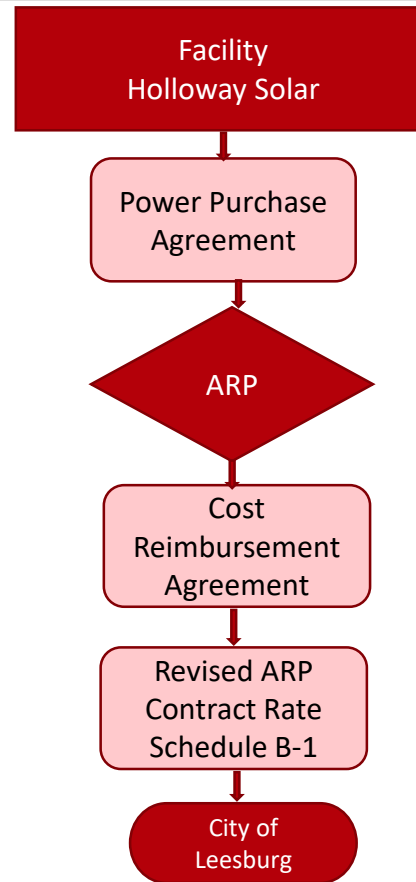 Facility
Holloway Solar
Power Purchase
Agreement
ARP
Cost
Reimbursement
Agreement
Revised ARP
Contract Rate
Schedule B-1
City of
Leesburg